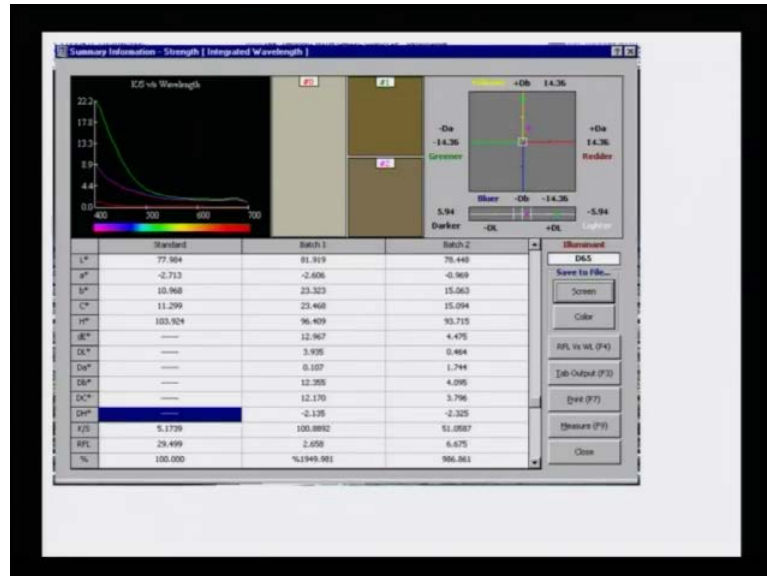 Summary Information - Strength [ Integrated Wavelength ]
K/S v/s Wavelength
22.2
17.8
13.3
8.9
4.4
0.0
400 500 600 700
#0
#1
#2
+Db 14.36
-Da +Da
-14.36 14.36
Greener Redder
Bluer -Db -14.36
5.94 -5.94
Darker -DL +DL Lighter
Standard Batch 1 Batch 2
L* 77.984 81.919 78.448
a* -2.713 -2.606 -0.969
b* 10.968 23.323 15.063
C* 11.299 23.468 15.094
H* 103.924 96.409 93.715
dE* ---- 12.967 4.475
DL* ---- 3.935 0.464
Da* ---- 0.107 1.744
Db* ---- 12.355 4.095
DC* ---- 12.170 3.796
DH* ---- -2.135 -2.325
K/S 5.1739 100.8892 51.0587
RFL 29.499 2.658 6.675
% 100.000 %1949.981 986.861
Illuminant
D65
Save to File...
Screen
Color
RFL Vs WL (F4)
Tab Output (F3)
Print (F7)
Measure (F9)
Close